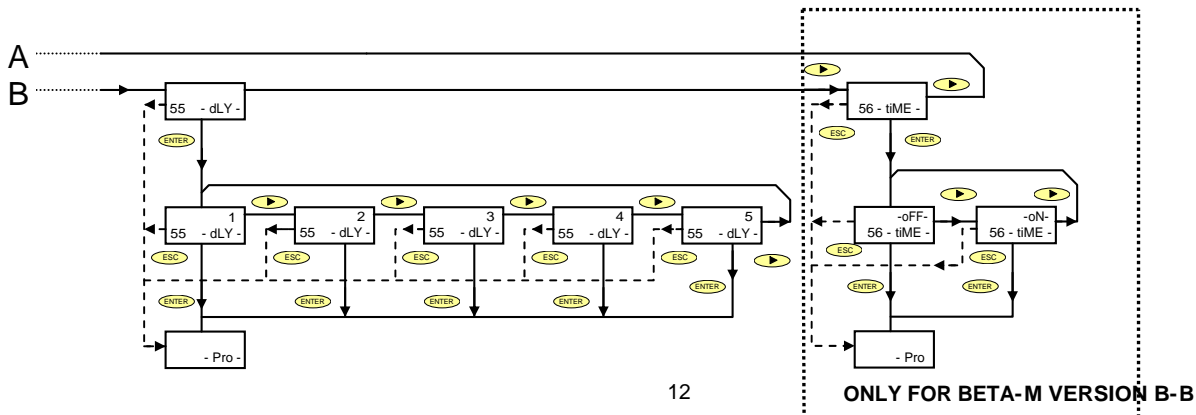 A
B
55 - dLY -
56 - tiME -
ESC
ENTER
ENTER
1
55 - dLY -
2
55 - dLY -
3
55 - dLY -
4
55 - dLY -
5
55 - dLY -
-oFF-
56 - tiME -
-oN-
56 - tiME -
ESC
ESC
ESC
ESC
ESC
ESC
ESC
ENTER
ENTER
ENTER
ENTER
ENTER
ENTER
ENTER
- Pro -
- Pro
12
ONLY FOR BETA-M VERSION B-B